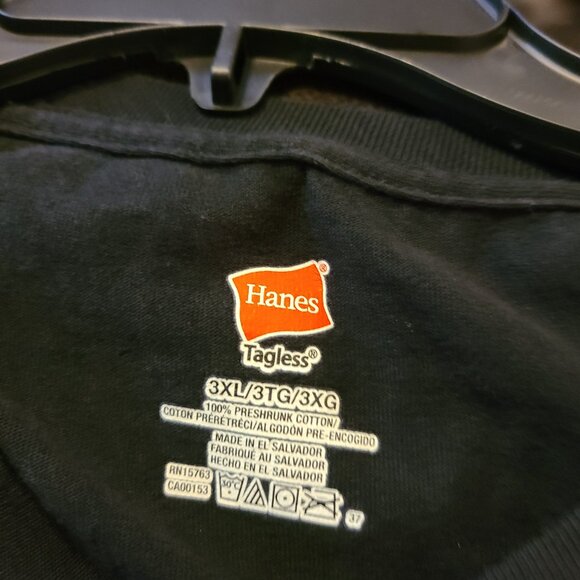 Hanes®
Tagless®
3XL/3TG/3XG
100% PRESHRUNK COTTON/
COTON PRÉRÉTRÉCI/ALGODÓN PRE-ENCOGIDO
MADE IN EL SALVADOR
FABRIQUÉ AU SALVADOR
HECHO EN EL SALVADOR
RN15763
CA00153
30°C
37